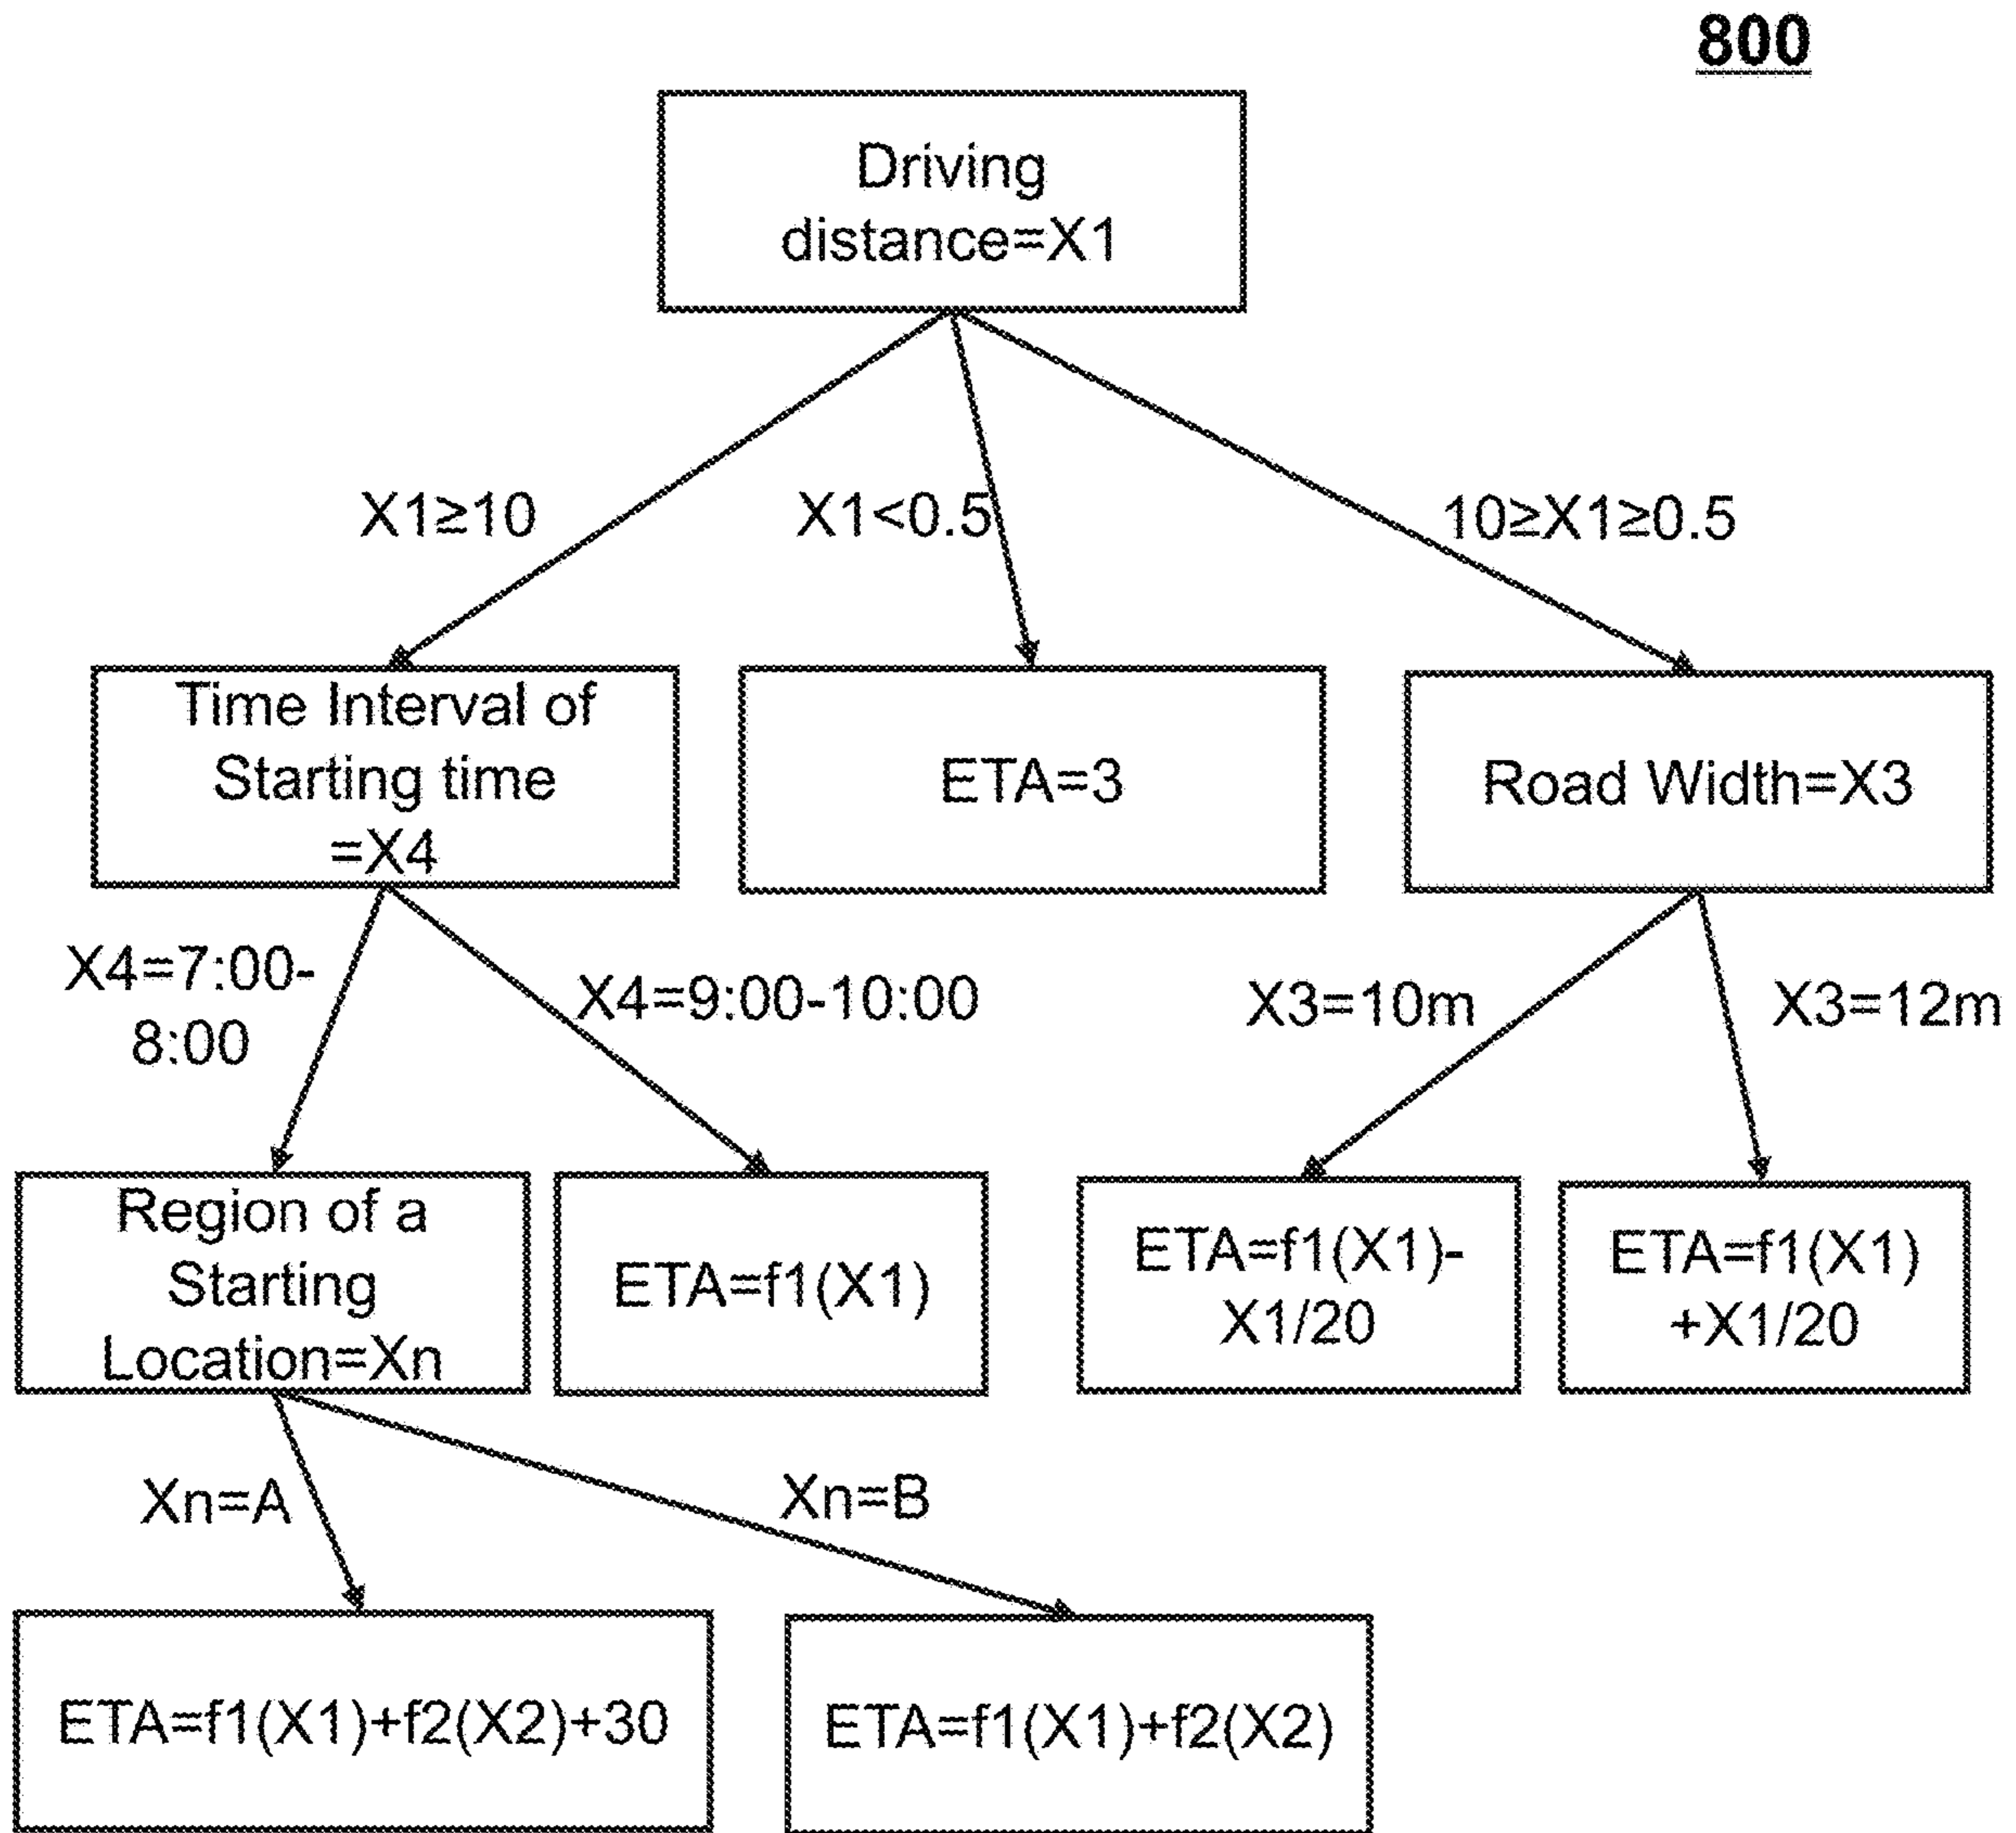 800
Driving
distance=X1
X1≥10
X1<0.5
10≥X1≥0.5
Time Interval of
Starting time
=X4
ETA=3
Road Width=X3
X4=7:00-
8:00
X4=9:00-10:00
X3=10m
X3=12m
Region of a
Starting
Location=Xn
ETA=f1(X1)
ETA=f1(X1)-
X1/20
ETA=f1(X1)
+X1/20
Xn=A
Xn=B
ETA=f1(X1)+f2(X2)+30
ETA=f1(X1)+f2(X2)